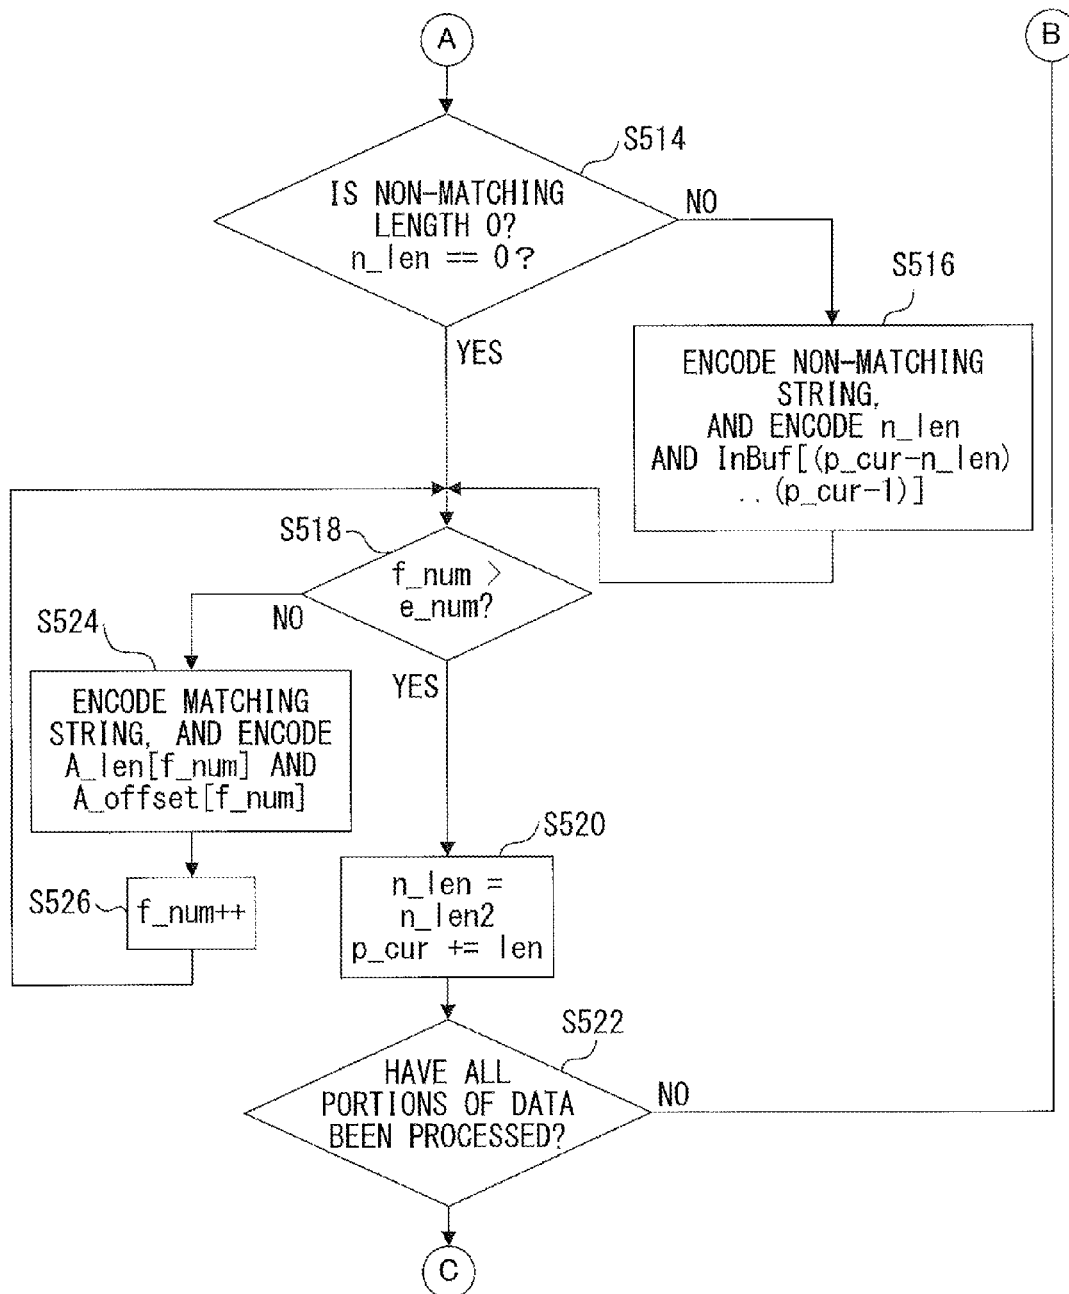 A
B
S514
IS NON-MATCHING
LENGTH 0?
n_len == 0?
NO
YES
S516
ENCODE NON-MATCHING
STRING,
AND ENCODE n_len
AND InBuf[(p_cur-n_len)
..(p_cur-1)]
S518
f_num >
e_num?
NO
YES
S524
ENCODE MATCHING
STRING, AND ENCODE
A_len[f_num] AND
A_offset[f_num]
S526
f_num++
S520
n_len =
n_len2
p_cur += len
S522
HAVE ALL
PORTIONS OF DATA
BEEN PROCESSED?
NO
C